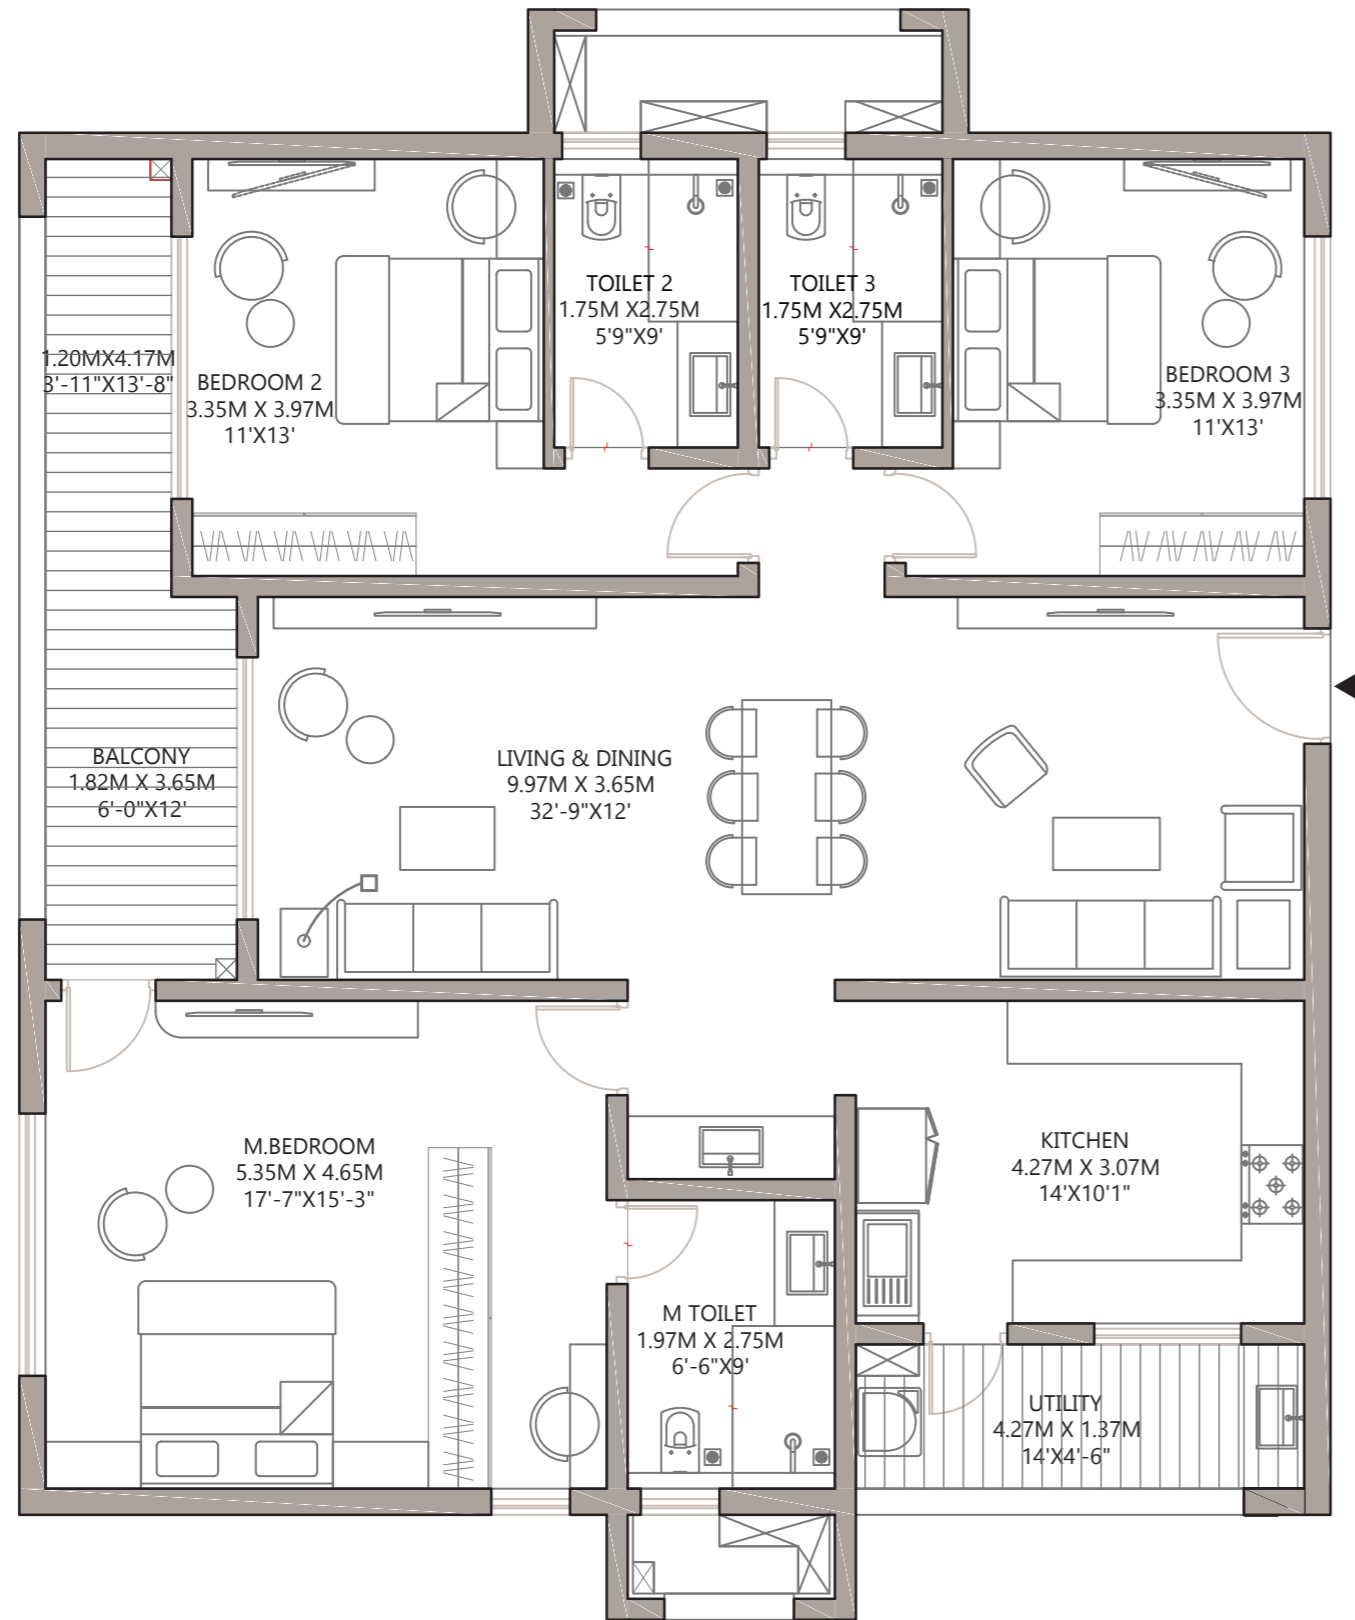 TOILET 2
1.75M X2.75M
5'9"X9'
TOILET 3
1.75M X2.75M
5'9"X9'
1.20MX4.17M
3'-11"X13'-8"
BEDROOM 2
3.35M X 3.97M
11'X13'
BEDROOM 3
3.35M X 3.97M
11'X13'
BALCONY
1.82M X 3.65M
6'-0"X12'
LIVING & DINING
9.97M X 3.65M
32'-9"X12'
M.BEDROOM
5.35M X 4.65M
17'-7"X15'-3"
KITCHEN
4.27M X 3.07M
14'X10'1"
M TOILET
1.97M X 2.75M
6'-6"X9'
UTILITY
4.27M X 1.37M
14'X4'-6"